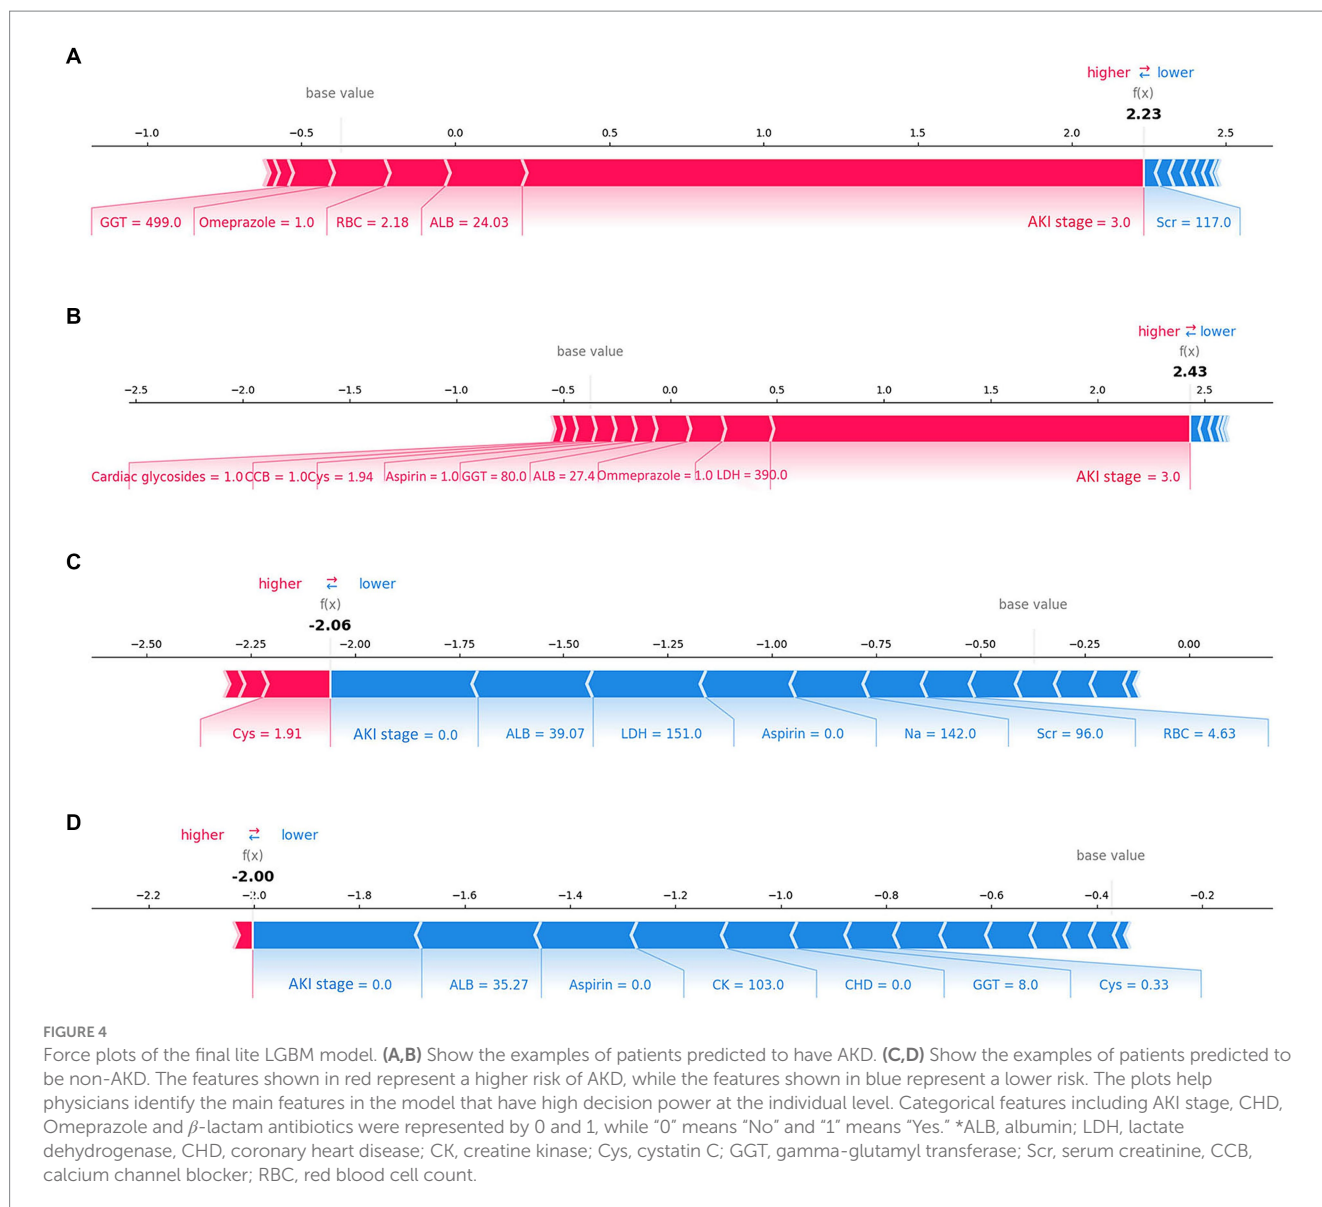 A
higher ⇄ lower
base value
f(x)
2.23
−1.0 −0.5 0.0 0.5 1.0 1.5 2.0 2.5
GGT = 499.0 Omeprazole = 1.0 RBC = 2.18 ALB = 24.03 AKI stage = 3.0 Scr = 117.0
B
higher ⇄ lower
base value
f(x)
2.43
−2.5 −2.0 −1.5 −1.0 −0.5 0.0 0.5 1.0 1.5 2.0 2.5
Cardiac glycosides = 1.0 CCB = 1.0 Cys = 1.94 Aspirin = 1.0 GGT = 80.0 ALB = 27.4 Ommeprazole = 1.0 LDH = 390.0 AKI stage = 3.0
C
higher ⇄ lower
f(x)
base value
-2.06
−2.50 −2.25 −2.00 −1.75 −1.50 −1.25 −1.00 −0.75 −0.50 −0.25 0.00
Cys = 1.91 AKI stage = 0.0 ALB = 39.07 LDH = 151.0 Aspirin = 0.0 Na = 142.0 Scr = 96.0 RBC = 4.63
D
higher ⇄ lower
f(x)
base value
-2.00
−2.2 −2.0 −1.8 −1.6 −1.4 −1.2 −1.0 −0.8 −0.6 −0.4 −0.2
AKI stage = 0.0 ALB = 35.27 Aspirin = 0.0 CK = 103.0 CHD = 0.0 GGT = 8.0 Cys = 0.33
FIGURE 4
Force plots of the final lite LGBM model. (A,B) Show the examples of patients predicted to have AKD. (C,D) Show the examples of patients predicted to
be non-AKD. The features shown in red represent a higher risk of AKD, while the features shown in blue represent a lower risk. The plots help
physicians identify the main features in the model that have high decision power at the individual level. Categorical features including AKI stage, CHD,
Omeprazole and β-lactam antibiotics were represented by 0 and 1, while “0” means “No” and “1” means “Yes.” *ALB, albumin; LDH, lactate
dehydrogenase, CHD, coronary heart disease; CK, creatine kinase; Cys, cystatin C; GGT, gamma-glutamyl transferase; Scr, serum creatinine, CCB,
calcium channel blocker; RBC, red blood cell count.